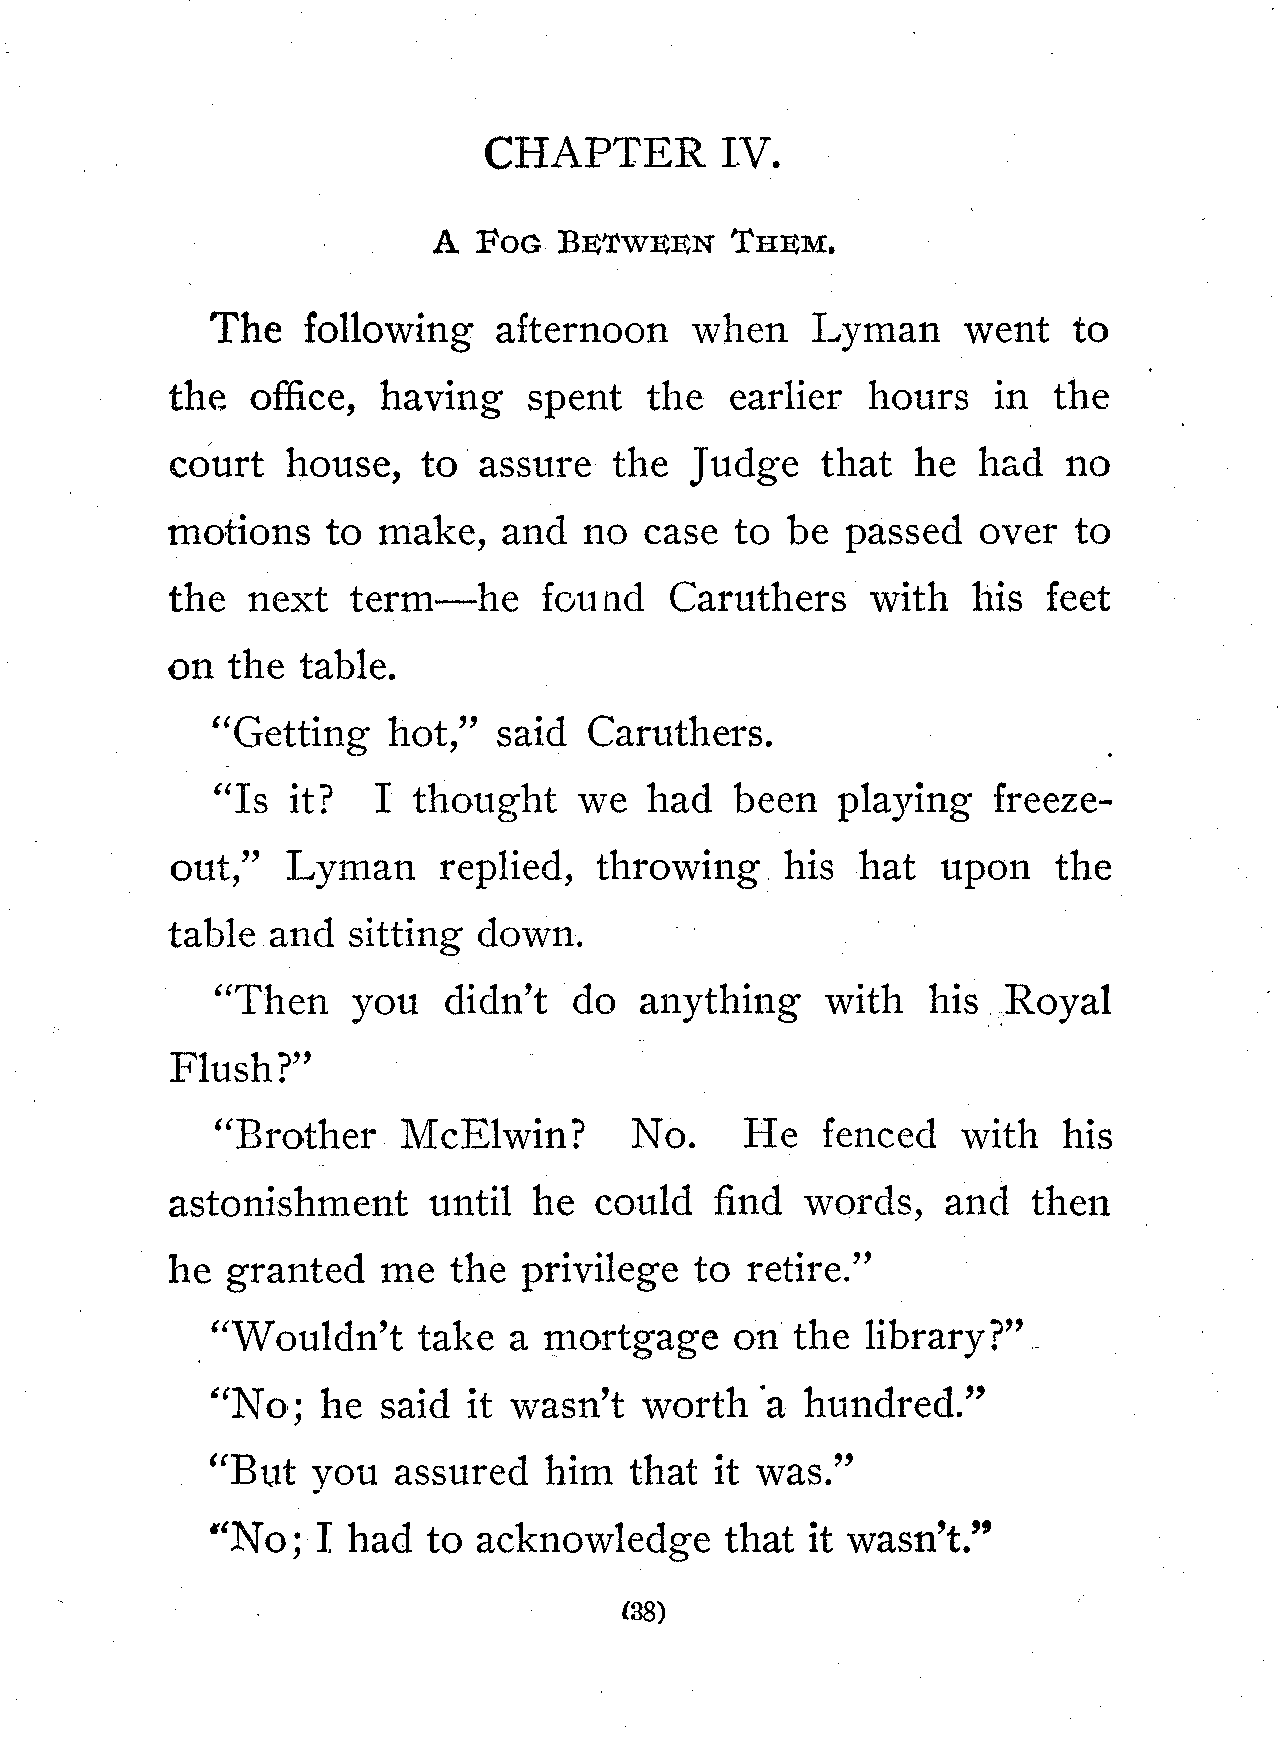 CHAPTER IV.
A FOG BETWEEN THEM.
The following afternoon when Lyman went to
the office, having spent the earlier hours in the
court house, to assure the Judge that he had no
motions to make, and no case to be passed over to
the next term—he found Caruthers with his feet
on the table.
“Getting hot,” said Caruthers.
“Is it? I thought we had been playing freeze-
out,” Lyman replied, throwing his hat upon the
table and sitting down.
“Then you didn’t do anything with his Royal
Flush?”
“Brother McElwin? No. He fenced with his
astonishment until he could find words, and then
he granted me the privilege to retire.”
“Wouldn’t take a mortgage on the library?”
“No; he said it wasn’t worth a hundred.”
“But you assured him that it was.”
“No; I had to acknowledge that it wasn’t.”
(38)